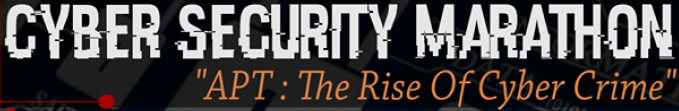 CYBER SECURITY MARATHON
"APT : The Rise Of Cyber Crime"